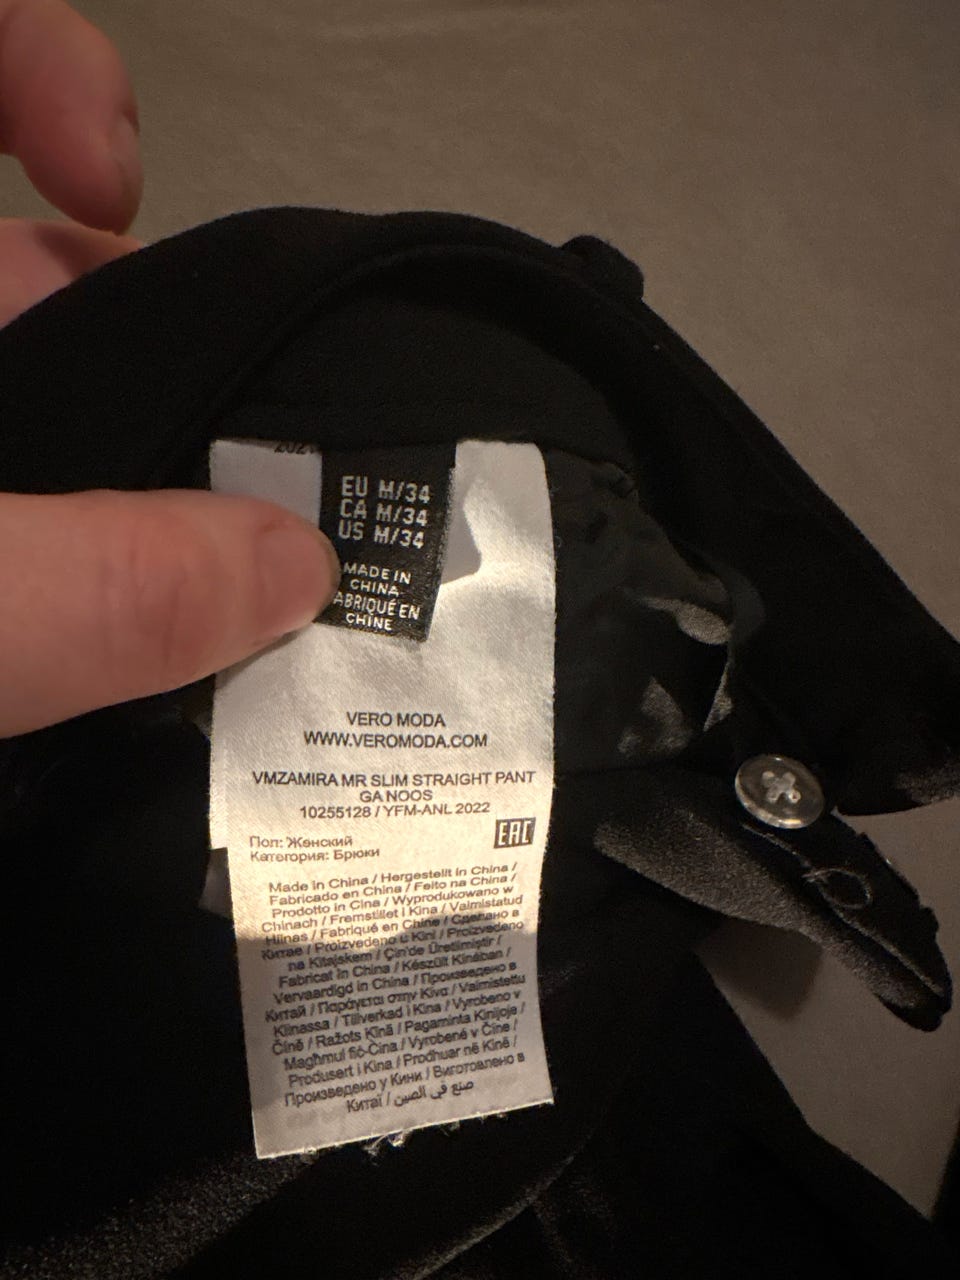 EU M/34
CA M/34
US M/34
MADE IN
CHINA
FABRIQUÉ EN
CHINE
VERO MODA
WWW.VEROMODA.COM
VMZAMIRA MR SLIM STRAIGHT PANT
GA NOOS
10255128 / YFM-ANL 2022
EAC
Пол: Женский
Категория: Брюки
Made in China / Hergestellt in China /
Fabricado en China / Feito na China /
Prodotto in Cina / Wyprodukowano w
Chinach / Fremstillet i Kina / Valmistatud
Hiinas / Fabriqué en Chine / Сделано в
Китае / Proizvedeno u Kini / Proizvedeno
na Kitajskem / Çin'de Üretilmiştir /
Fabricat în China / Készült Kínában /
Vervaardigd in China / Произведено в
Китай / Παράγεται στην Κίνα / Valmistettu
Kiinassa / Tillverkad i Kina / Vyrobeno v
Číně / Ražots Ķīnā / Pagaminta Kinijoje /
Magħmul fiċ-Ċina / Vyrobené v Číne /
Produsert i Kina / Prodhuar në Kinë /
Произведено у Кини / Виготовлено в
Китаї / صنع في الصين